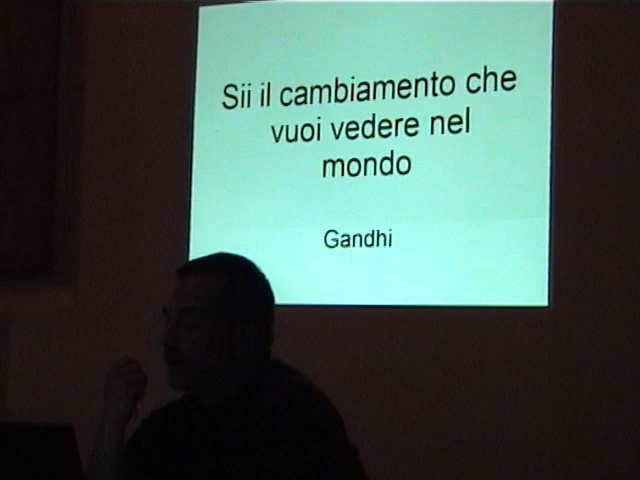 Sii il cambiamento che
vuoi vedere nel
mondo
Gandhi